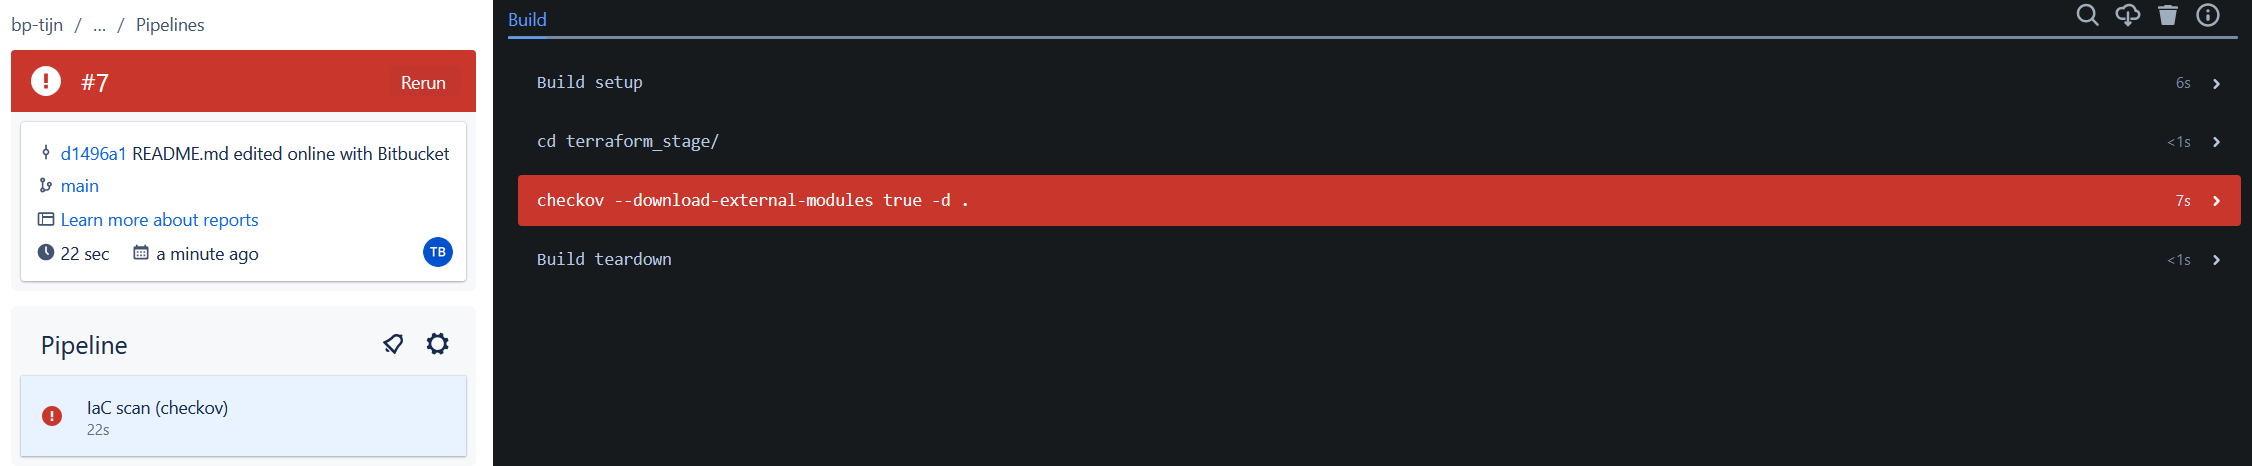 bp-tijn / ... / Pipelines
#7
Rerun
d1496a1 README.md edited online with Bitbucket
main
Learn more about reports
22 sec a minute ago
TB
Pipeline
IaC scan (checkov)
22s
Build
Build setup 6s
cd terraform_stage/ <1s
checkov --download-external-modules true -d . 7s
Build teardown <1s